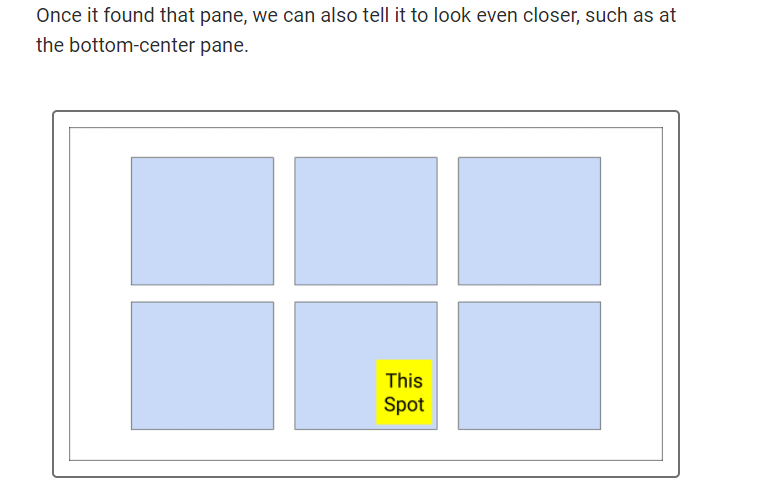 Once it found that pane, we can also tell it to look even closer, such as at
the bottom-center pane.
This
Spot